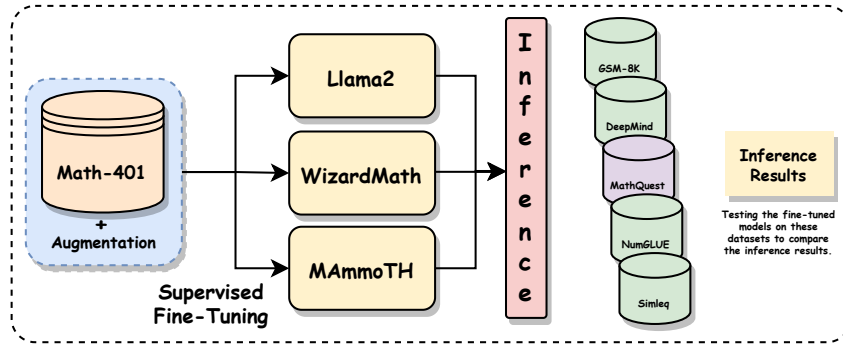 Math-401
+
Augmentation
Supervised
Fine-Tuning
Llama2
WizardMath
MAmmoTH
Inference
GSM-8K
DeepMind
MathQuest
NumGLUE
Simleq
Inference
Results
Testing the fine-tuned
models on these
datasets to compare
the inference results.